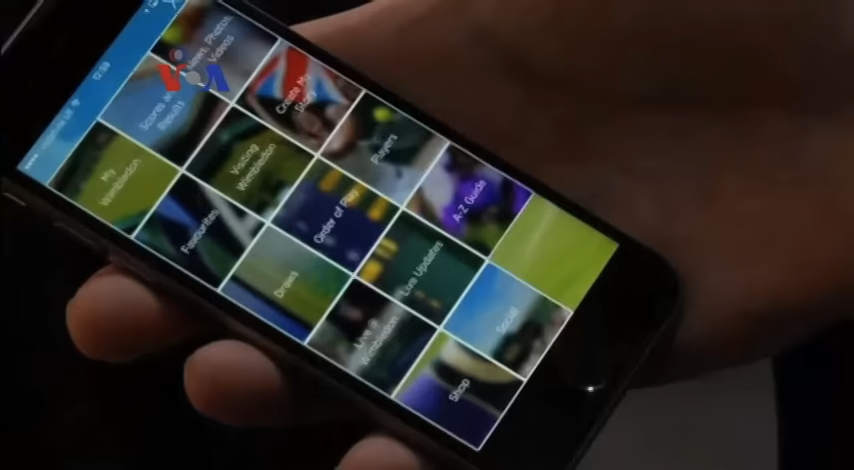 VOA
My
Wimbledon
Scores
Results
News, Photos,
Videos
Favourites
Visiting
Wimbledon
Create My
Story
Draws
Order of Play
Players
Live @
Wimbledon
Live Updates
A-Z Guide
Shop
Social